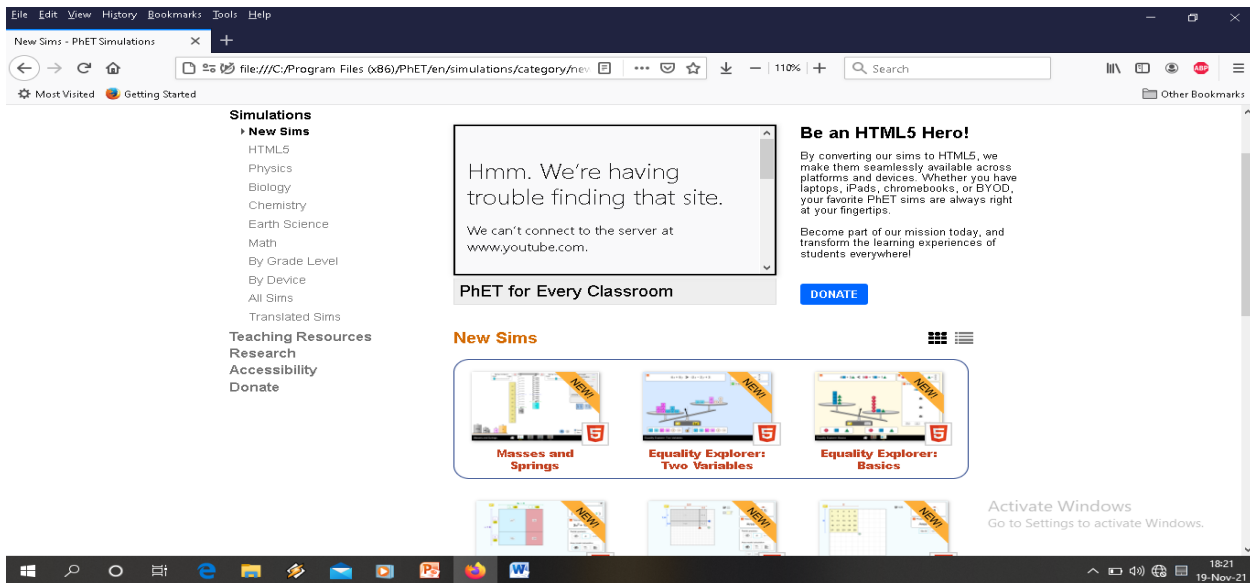 File Edit View History Bookmarks Tools Help
New Sims - PhET Simulations
file:///C:/Program Files (x86)/PhET/en/simulations/category/nev
110%
Search
ABP
Most Visited Getting Started
Other Bookmarks
Simulations
New Sims
HTML5
Physics
Biology
Chemistry
Earth Science
Math
By Grade Level
By Device
All Sims
Translated Sims
Teaching Resources
Research
Accessibility
Donate
Hmm. We're having
trouble finding that site.
We can't connect to the server at
www.youtube.com.
PhET for Every Classroom
Be an HTML5 Hero!
By converting our sims to HTML5, we
make them seamlessly available across
platforms and devices. Whether you have
laptops, iPads, chromebooks, or BYOD,
your favorite PhET sims are always right
at your fingertips.
Become part of our mission today, and
transform the learning experiences of
students everywhere!
DONATE
New Sims
NEW!
NEW!
NEW!
5
5
5
Masses and
Springs
Equality Explorer:
Two Variables
Equality Explorer:
Basics
NEW!
NEW!
NEW!
Activate Windows
Go to Settings to activate Windows.
18:21
19-Nov-21